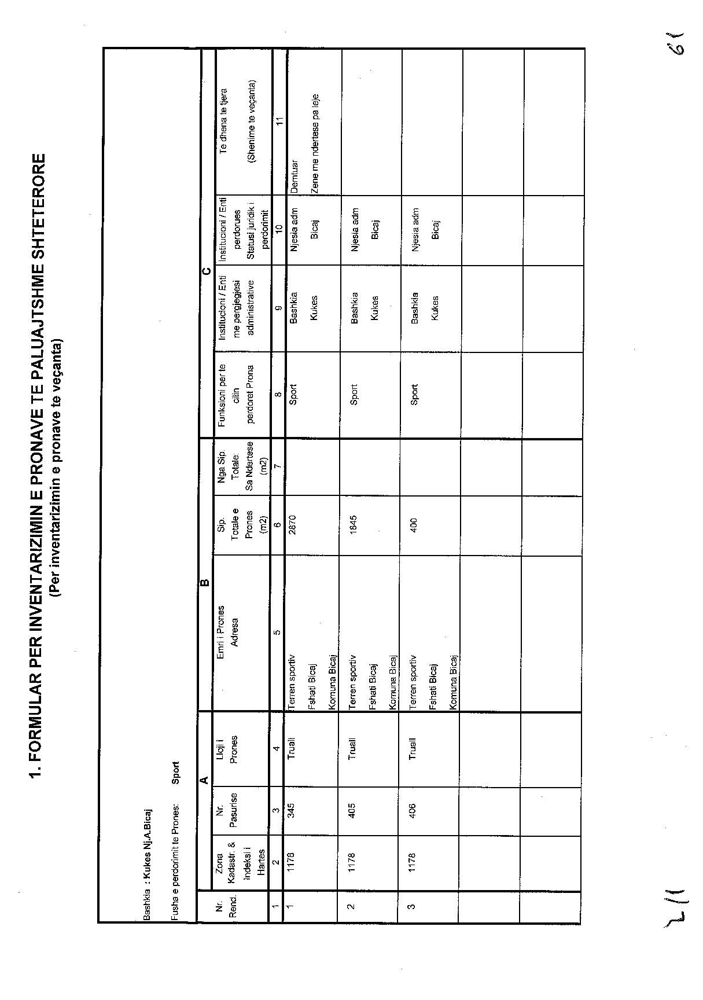 1. FORMULAR PER INVENTARIZIMIN E PRONAVE TE PALUAJTSHME SHTETERORE
(Per inventarizimin e pronave te veçanta)
Bashkia : Kukes Nj.A.Bicaj
Fusha e perdorimit te Prones: Sport
A B C
Nr. Rend.
Zona Kadastr. & Indeksi i Hartes
Nr. Pasurise
Lloji i Prones
Emri i Prones Adresa
Sip. Totale e Prones (m2)
Nga Sip. Totale: Sa Ndertese (m2)
Funksioni per te cilin perdoret Prona
Institucioni / Enti me pergjegjesi administrative
Institucioni / Enti perdorues Statusi juridik i perdorimit
Te dhena te tjera (Shenime te veçanta)
1 2 3 4 5 6 7 8 9 10 11
1 1178 345 Truall Terren sportiv 2870 Sport Bashkia Njesia adm Demtuar
Fshati Bicaj Kukes Bicaj Zene me ndertese pa leje
Komuna Bicaj
2 1178 405 Truall Terren sportiv 1845 Sport Bashkia Njesia adm
Fshati Bicaj Kukes Bicaj
Komuna Bicaj
3 1178 406 Truall Terren sportiv 400 Sport Bashkia Njesia adm
Fshati Bicaj Kukes Bicaj
Komuna Bicaj